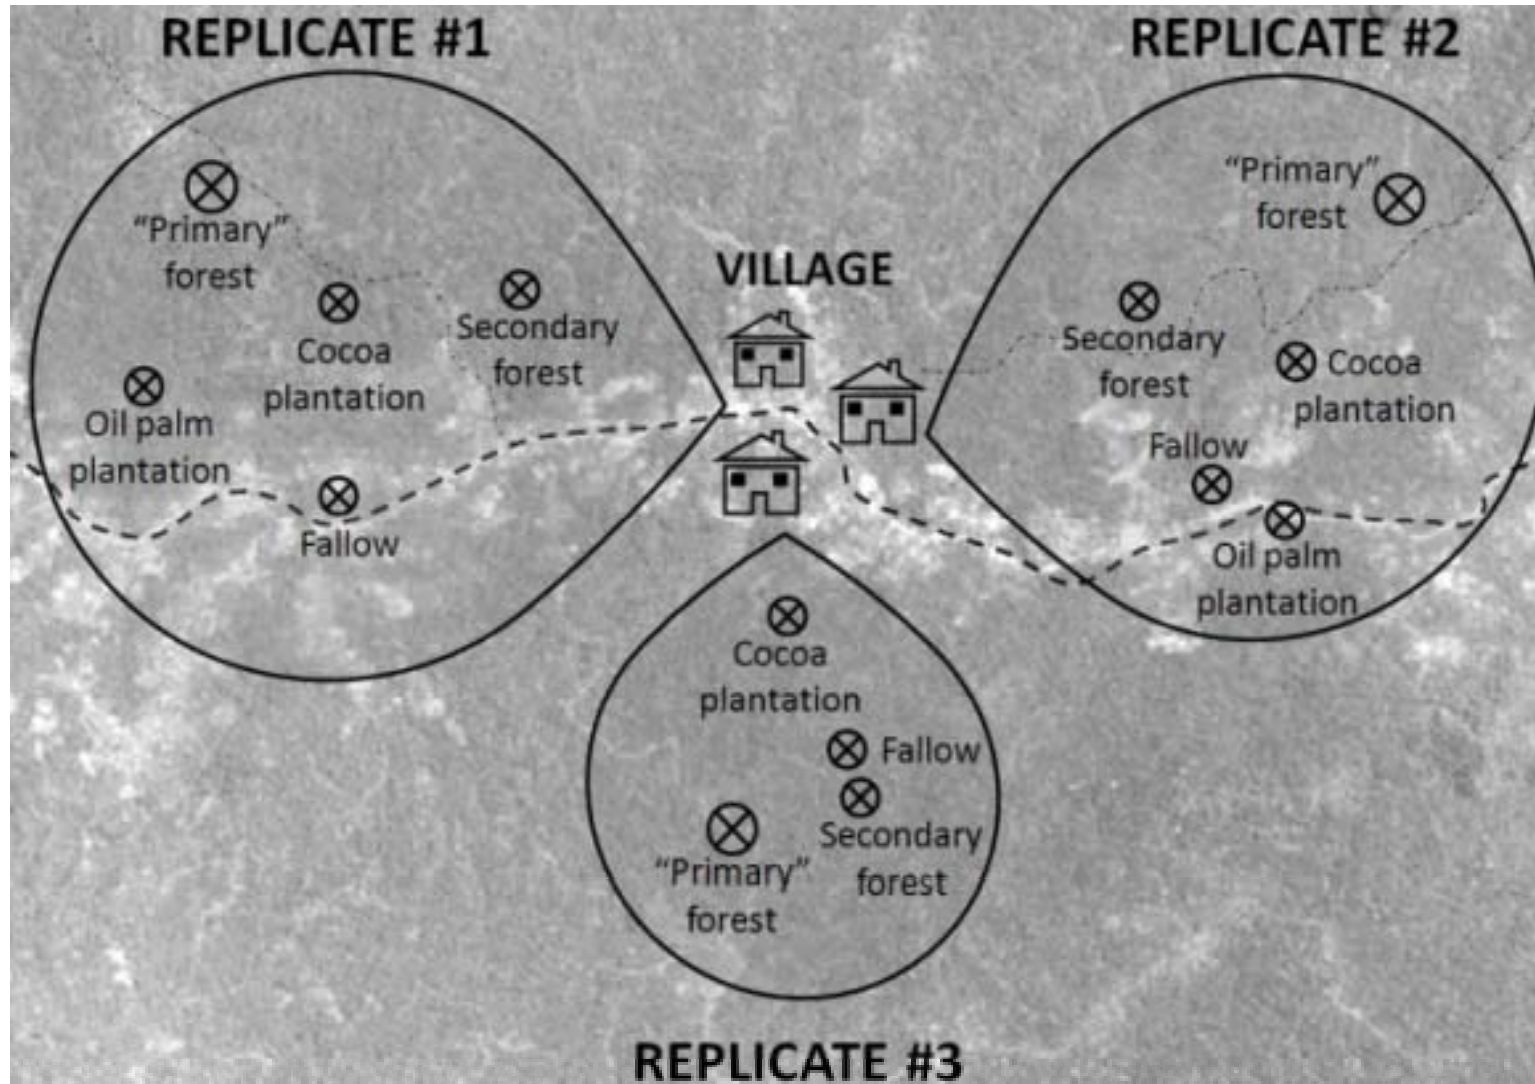 REPLICATE #1
REPLICATE #2
"Primary"
forest
Cocoa
plantation
Secondary
forest
Oil palm
plantation
Fallow
VILLAGE
"Primary"
forest
Secondary
forest
Cocoa
plantation
Fallow
Oil palm
plantation
Cocoa
plantation
Fallow
Secondary
forest
"Primary"
forest
REPLICATE #3